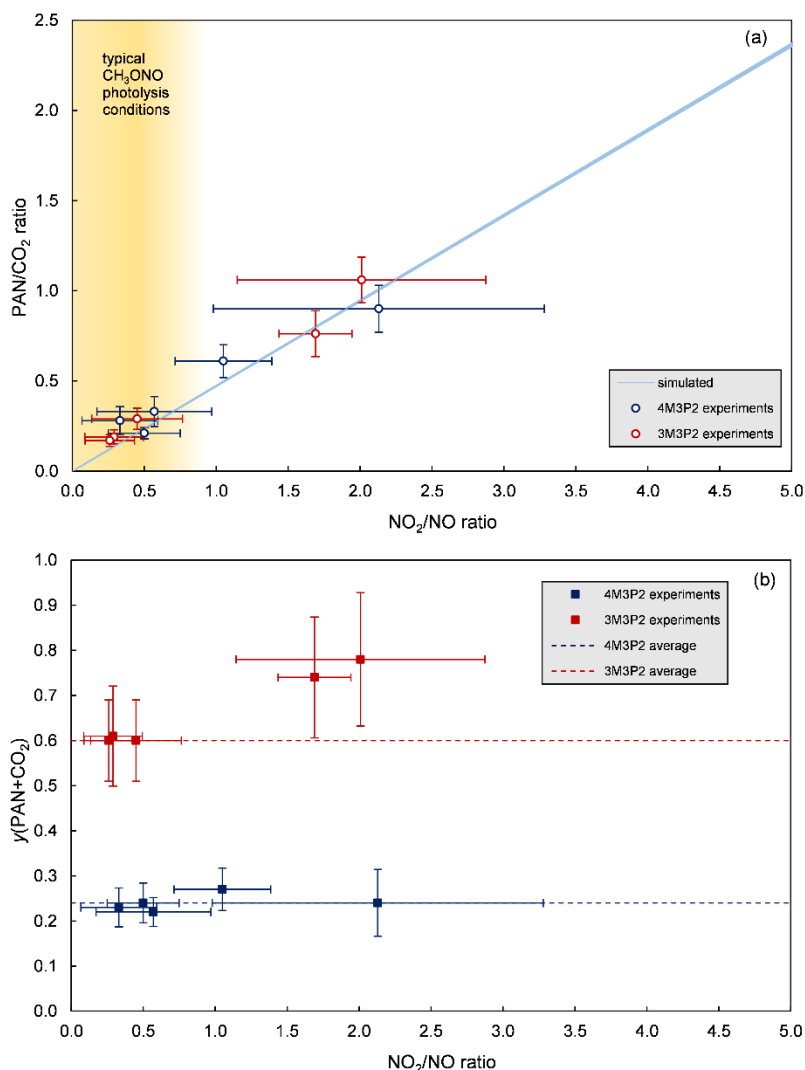 (a)
typical
CH₃ONO
photolysis
conditions
2.5
2.0
1.5
1.0
0.5
0.0
PAN/CO₂ ratio
simulated
4M3P2 experiments
3M3P2 experiments
0.0 0.5 1.0 1.5 2.0 2.5 3.0 3.5 4.0 4.5 5.0
NO₂/NO ratio
(b)
1.0
0.9
0.8
0.7
0.6
0.5
0.4
0.3
0.2
0.1
0.0
y(PAN+CO₂)
4M3P2 experiments
3M3P2 experiments
4M3P2 average
3M3P2 average
0.0 0.5 1.0 1.5 2.0 2.5 3.0 3.5 4.0 4.5 5.0
NO₂/NO ratio